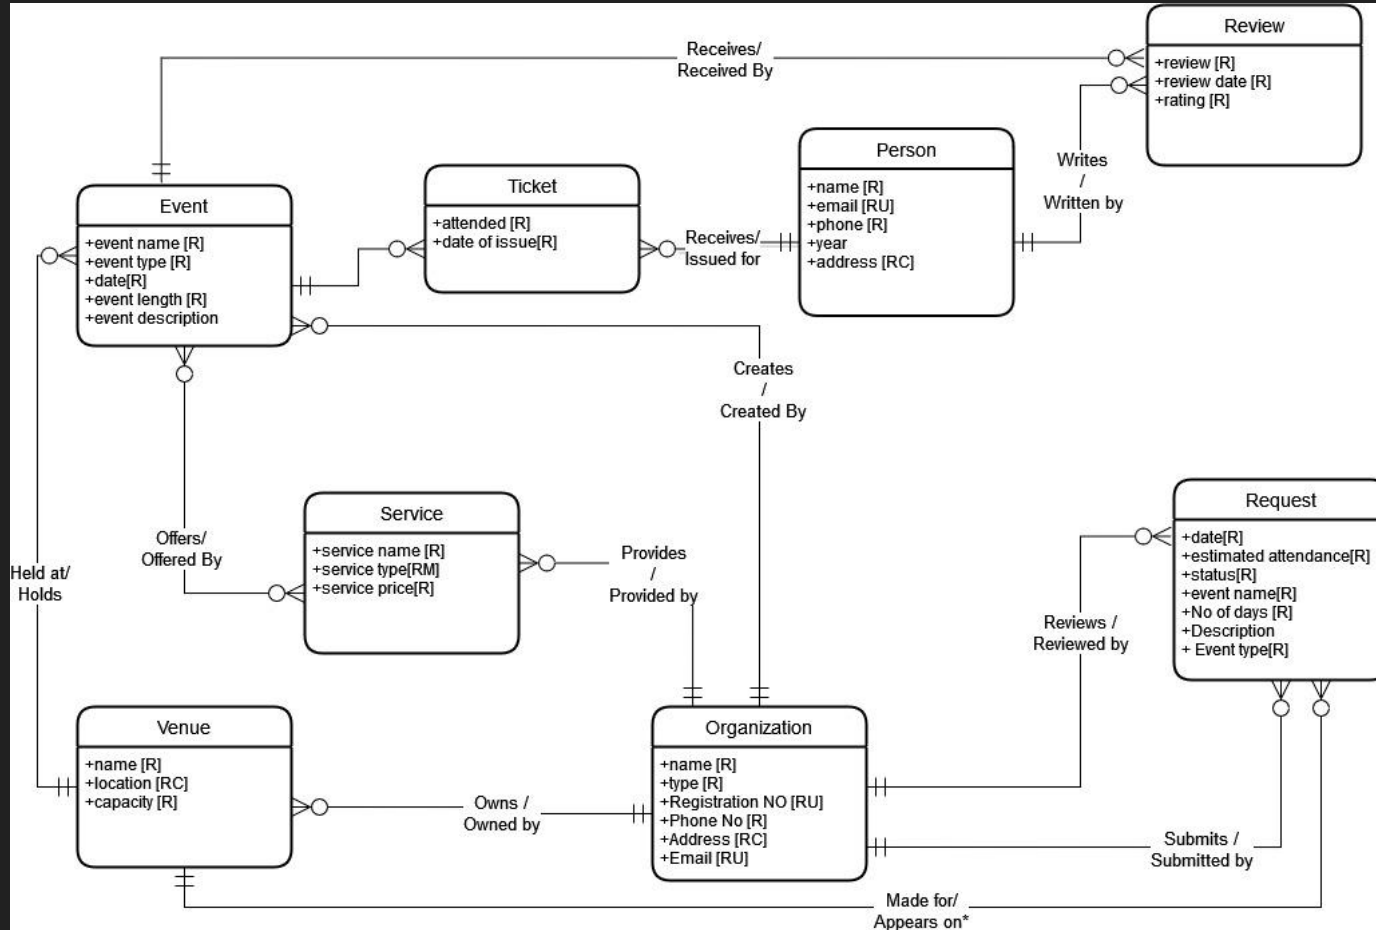 Review
+review [R]
+review date [R]
+rating [R]
Receives/
Received By
Person
+name [R]
+email [RU]
+phone [R]
+year
+address [RC]
Writes
/
Written by
Ticket
+attended [R]
+date of issue[R]
Receives/
Issued for
Event
+event name [R]
+event type [R]
+date[R]
+event length [R]
+event description
Creates
/
Created By
Offers/
Offered By
Held at/
Holds
Service
+service name [R]
+service type[RM]
+service price[R]
Provides
/
Provided by
Request
+date[R]
+estimated attendance[R]
+status[R]
+event name[R]
+No of days [R]
+Description
+ Event type[R]
Reviews /
Reviewed by
Venue
+name [R]
+location [RC]
+capacity [R]
Owns /
Owned by
Organization
+name [R]
+type [R]
+Registration NO [RU]
+Phone No [R]
+Address [RC]
+Email [RU]
Submits /
Submitted by
Made for/
Appears on*